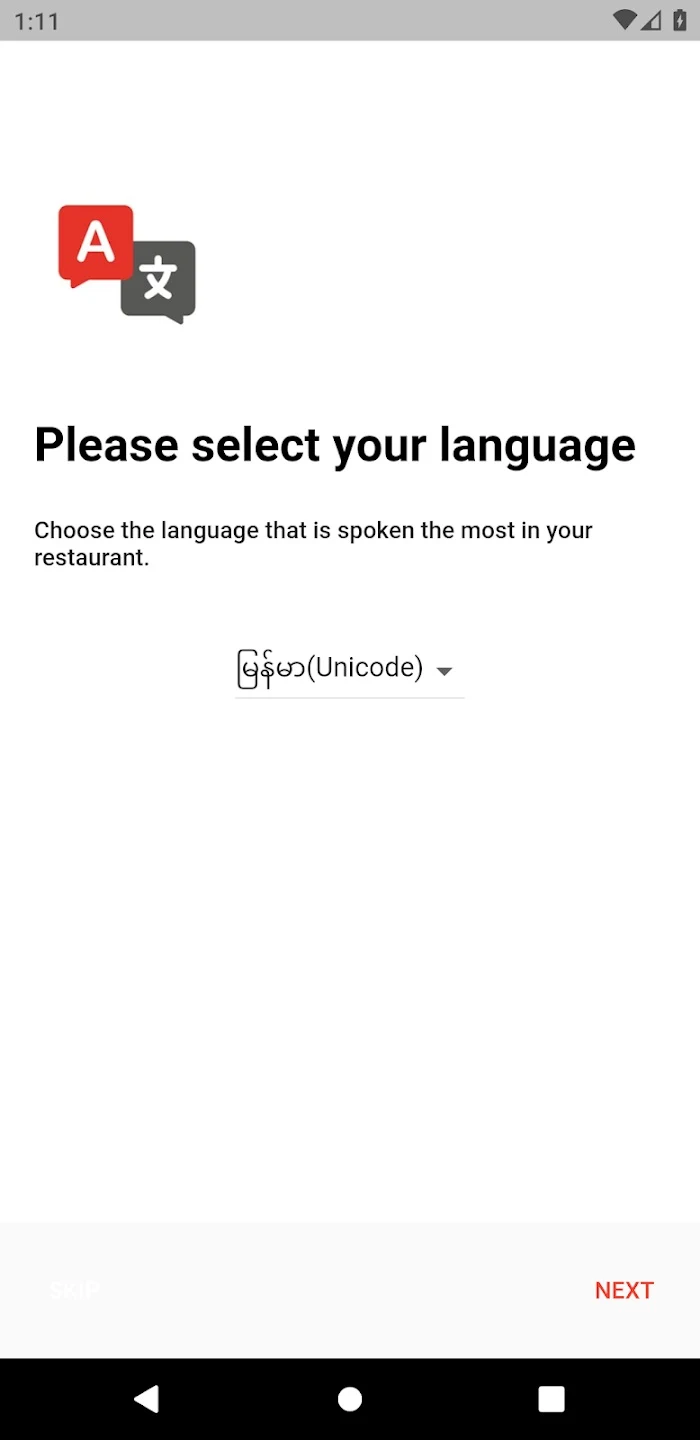 1:11
A
文
Please select your language
Choose the language that is spoken the most in your
restaurant.
မြန်မာ(Unicode)
SKIP
NEXT